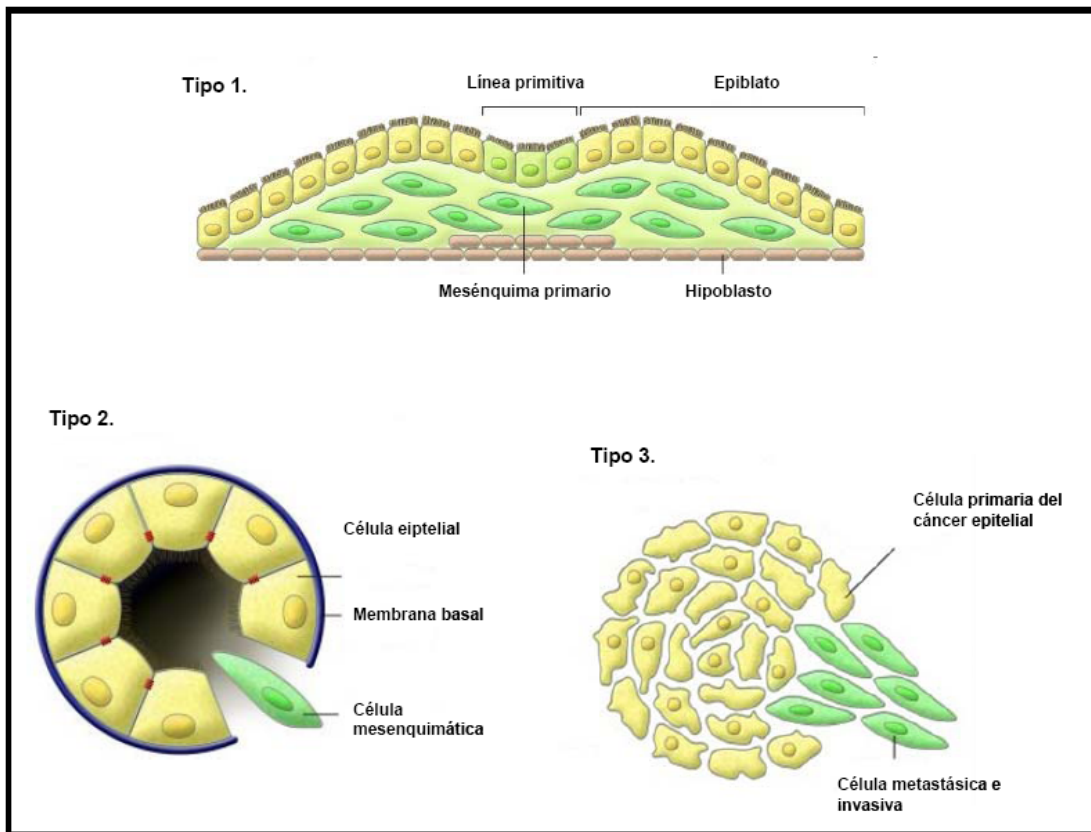 Tipo 1.
Línea primitiva
Epiblato
Mesénquima primario
Hipoblasto
Tipo 2.
Célula eiptelial
Membrana basal
Célula
mesenquimática
Tipo 3.
Célula primaria del
cáncer epitelial
Célula metastásica e
invasiva